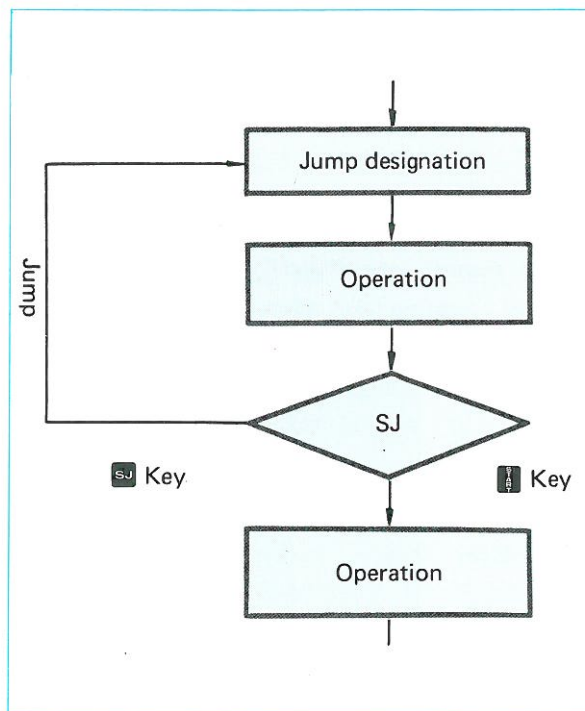 Jump designation
Jump
Operation
SJ
SJ Key
START Key
Operation